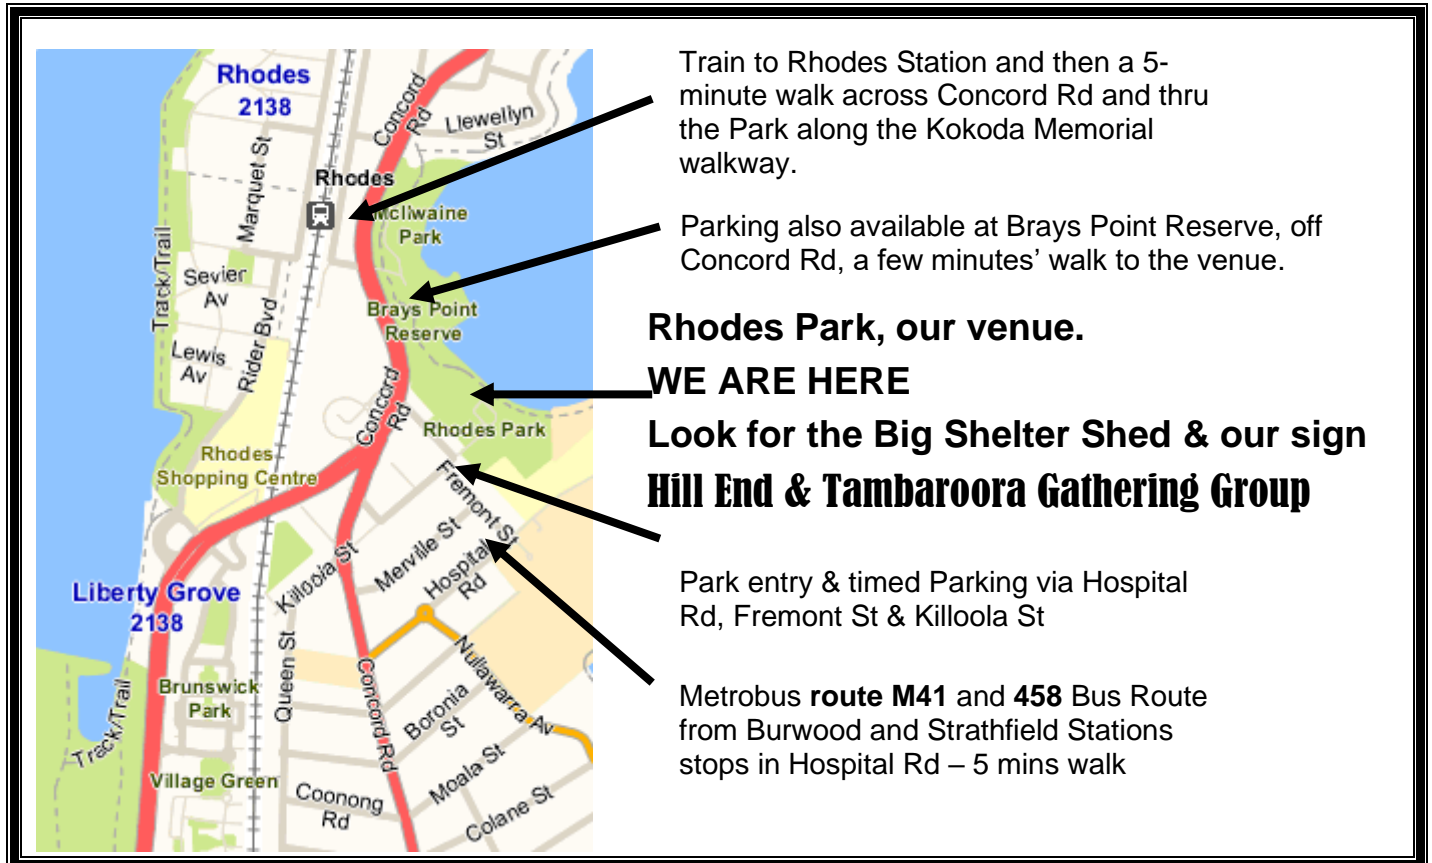 Train to Rhodes Station and then a 5-
minute walk across Concord Rd and thru
the Park along the Kokoda Memorial
walkway.
Parking also available at Brays Point Reserve, off
Concord Rd, a few minutes’ walk to the venue.
Rhodes Park, our venue.
WE ARE HERE
Look for the Big Shelter Shed & our sign
Hill End & Tambaroora Gathering Group
Park entry & timed Parking via Hospital
Rd, Fremont St & Killoola St
Metrobus route M41 and 458 Bus Route
from Burwood and Strathfield Stations
stops in Hospital Rd – 5 mins walk
Rhodes
2138
Concord
Rd
Llewellyn
St
Marquet St
Rhodes
McIlwaine
Park
Track/Trail
Sevier
Av
Rider Bvd
Brays Point
Reserve
Lewis
Av
Concord
Rd
Rhodes Park
Rhodes
Shopping Centre
Fremont St
Merville St
Hospital
Rd
Killoola St
Liberty Grove
2138
Queen St
Concord Rd
Nullawarra Av
Brunswick
Park
Boronia
St
Track/Trail
Village Green
Moala St
Coonong
Rd
Colane St